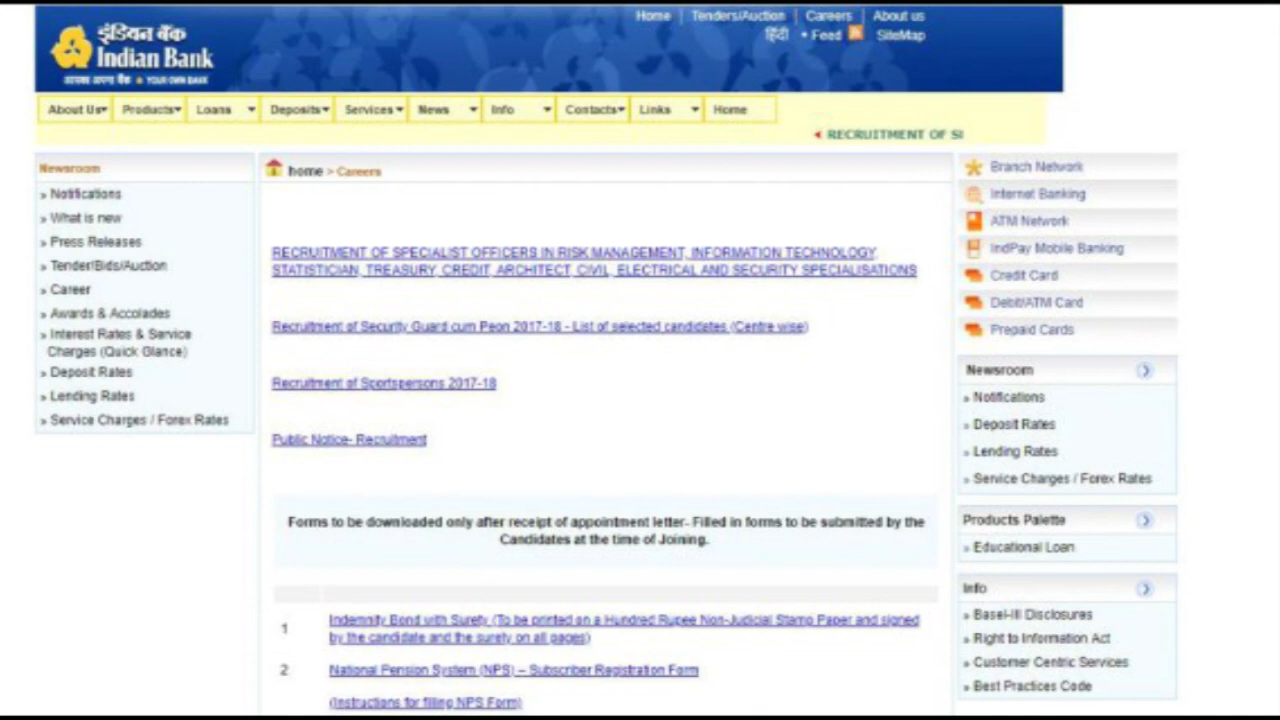 Home | Tenders/Auction | Careers | About us
हिंदी • Feed SiteMap
इंडियन बैंक
Indian Bank
आपका अपना बैंक YOUR OWN BANK
About Us Products Loans Deposits Services News Info Contacts Links Home
RECRUITMENT OF SI
Newsroom
» Notifications
» What is new
» Press Releases
» Tender/Bids/Auction
» Career
» Awards & Accolades
» Interest Rates & Service
Charges (Quick Glance)
» Deposit Rates
» Lending Rates
» Service Charges / Forex Rates
home > Careers
RECRUITMENT OF SPECIALIST OFFICERS IN RISK MANAGEMENT, INFORMATION TECHNOLOGY,
STATISTICIAN, TREASURY, CREDIT, ARCHITECT, CIVIL, ELECTRICAL AND SECURITY SPECIALISATIONS
Recruitment of Security Guard cum Peon 2017-18 - List of selected candidates (Centre wise)
Recruitment of Sportspersons 2017-18
Public Notice- Recruitment
Forms to be downloaded only after receipt of appointment letter- Filled in forms to be submitted by the
Candidates at the time of Joining.
1 Indemnity Bond with Surety (To be printed on a Hundred Rupee Non-Judicial Stamp Paper and signed
by the candidate and the surety on all pages)
2 National Pension System (NPS) – Subscriber Registration Form
(Instructions for filling NPS Form)
Branch Network
Internet Banking
ATM Network
IndPay Mobile Banking
Credit Card
Debit/ATM Card
Prepaid Cards
Newsroom
» Notifications
» Deposit Rates
» Lending Rates
» Service Charges / Forex Rates
Products Palette
» Educational Loan
Info
» Basel-III Disclosures
» Right to Information Act
» Customer Centric Services
» Best Practices Code